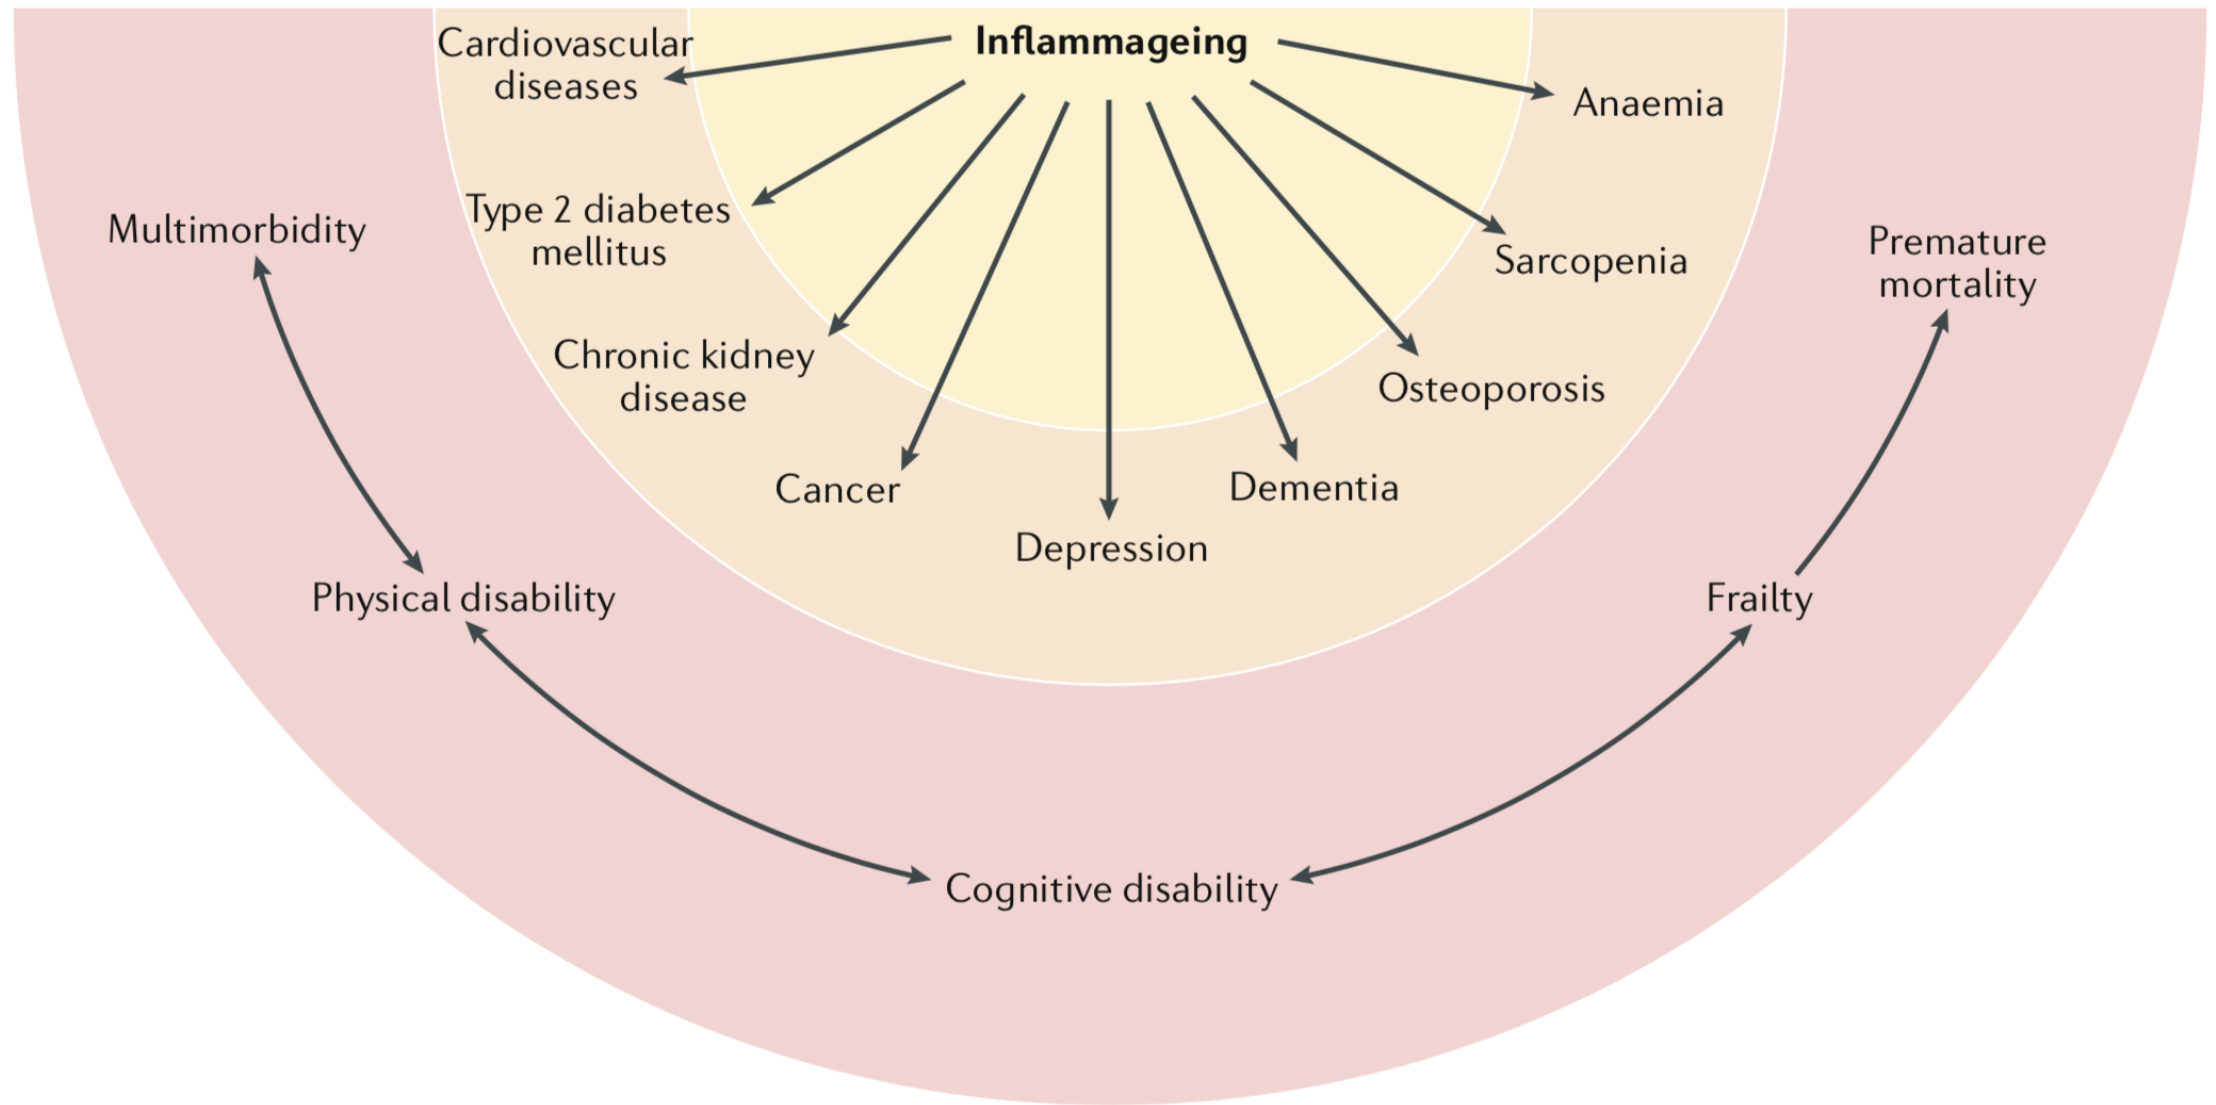 Inflammageing
Cardiovascular
diseases
Type 2 diabetes
mellitus
Chronic kidney
disease
Cancer
Depression
Dementia
Osteoporosis
Sarcopenia
Anaemia
Multimorbidity
Physical disability
Cognitive disability
Frailty
Premature
mortality